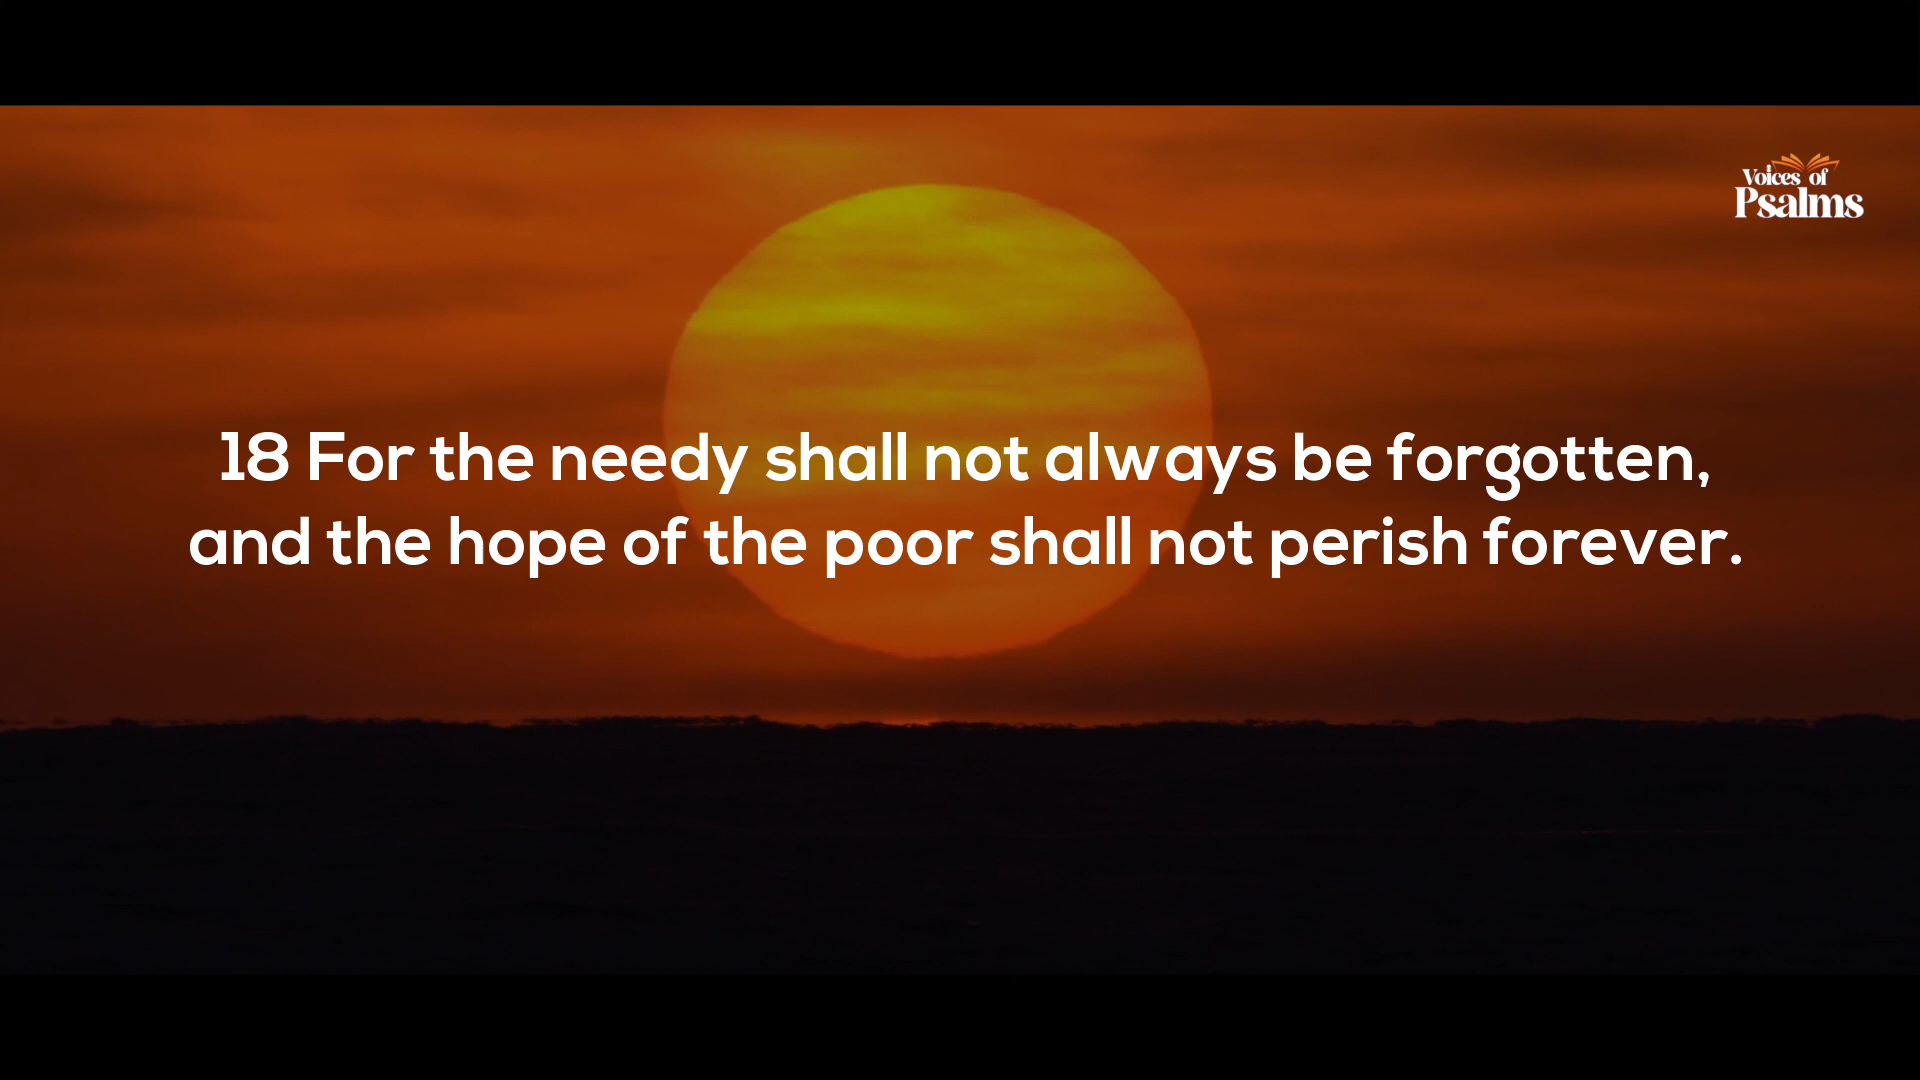 Voices of
Psalms
18 For the needy shall not always be forgotten,
and the hope of the poor shall not perish forever.